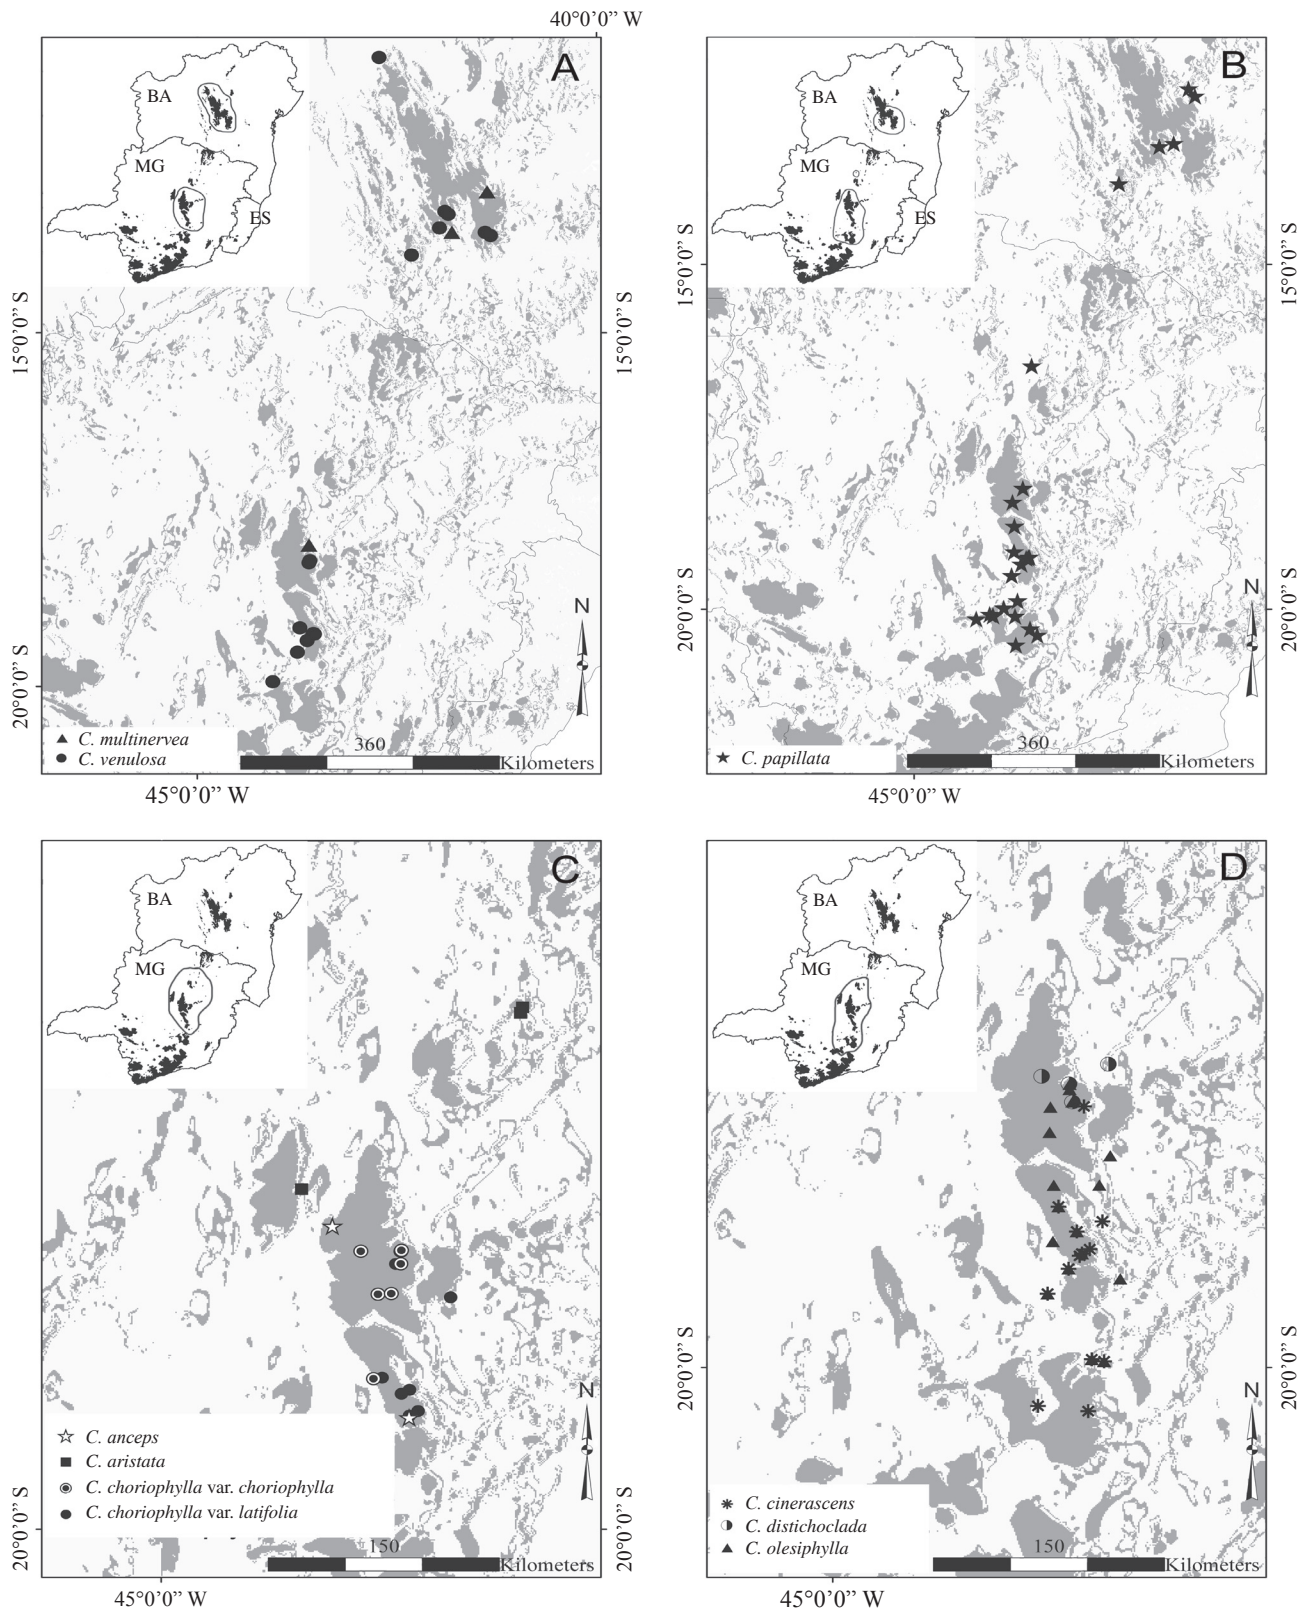 40°0'0” W
A
BA
MG
ES
15°0'0” S
15°0'0” S
20°0'0” S
N
C. multinervea
C. venulosa
360
Kilometers
45°0'0” W
B
BA
MG
ES
15°0'0” S
15°0'0” S
20°0'0” S
20°0'0” S
N
C. papillata
360
Kilometers
45°0'0” W
C
BA
MG
N
C. anceps
C. aristata
C. choriophylla var. choriophylla
C. choriophylla var. latifolia
20°0'0” S
20°0'0” S
150
Kilometers
45°0'0” W
D
BA
MG
20°0'0” S
20°0'0” S
N
C. cinerascens
C. distichoclada
C. olesiphylla
150
Kilometers
45°0'0” W